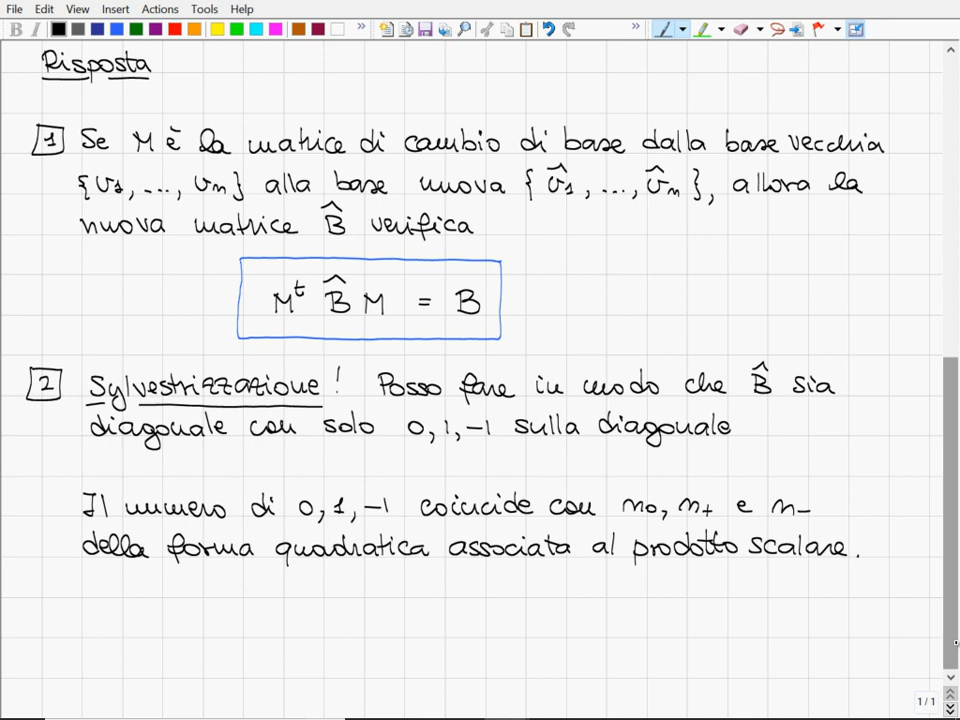 File Edit View Insert Actions Tools Help
B I
Risposta
1 Se M è la matrice di cambio di base dalla base vecchia
{v₁, ..., vₙ} alla base nuova {v̂₁, ..., v̂ₙ}, allora la
nuova matrice B̂ verifica
Mᵗ B̂ M = B
2 Sylvestrizzazione! Posso fare in modo che B̂ sia
diagonale con solo 0, 1, -1 sulla diagonale
Il numero di 0, 1, -1 coincide con n₀, n₊ e n₋
della forma quadratica associata al prodotto scalare.
1/1